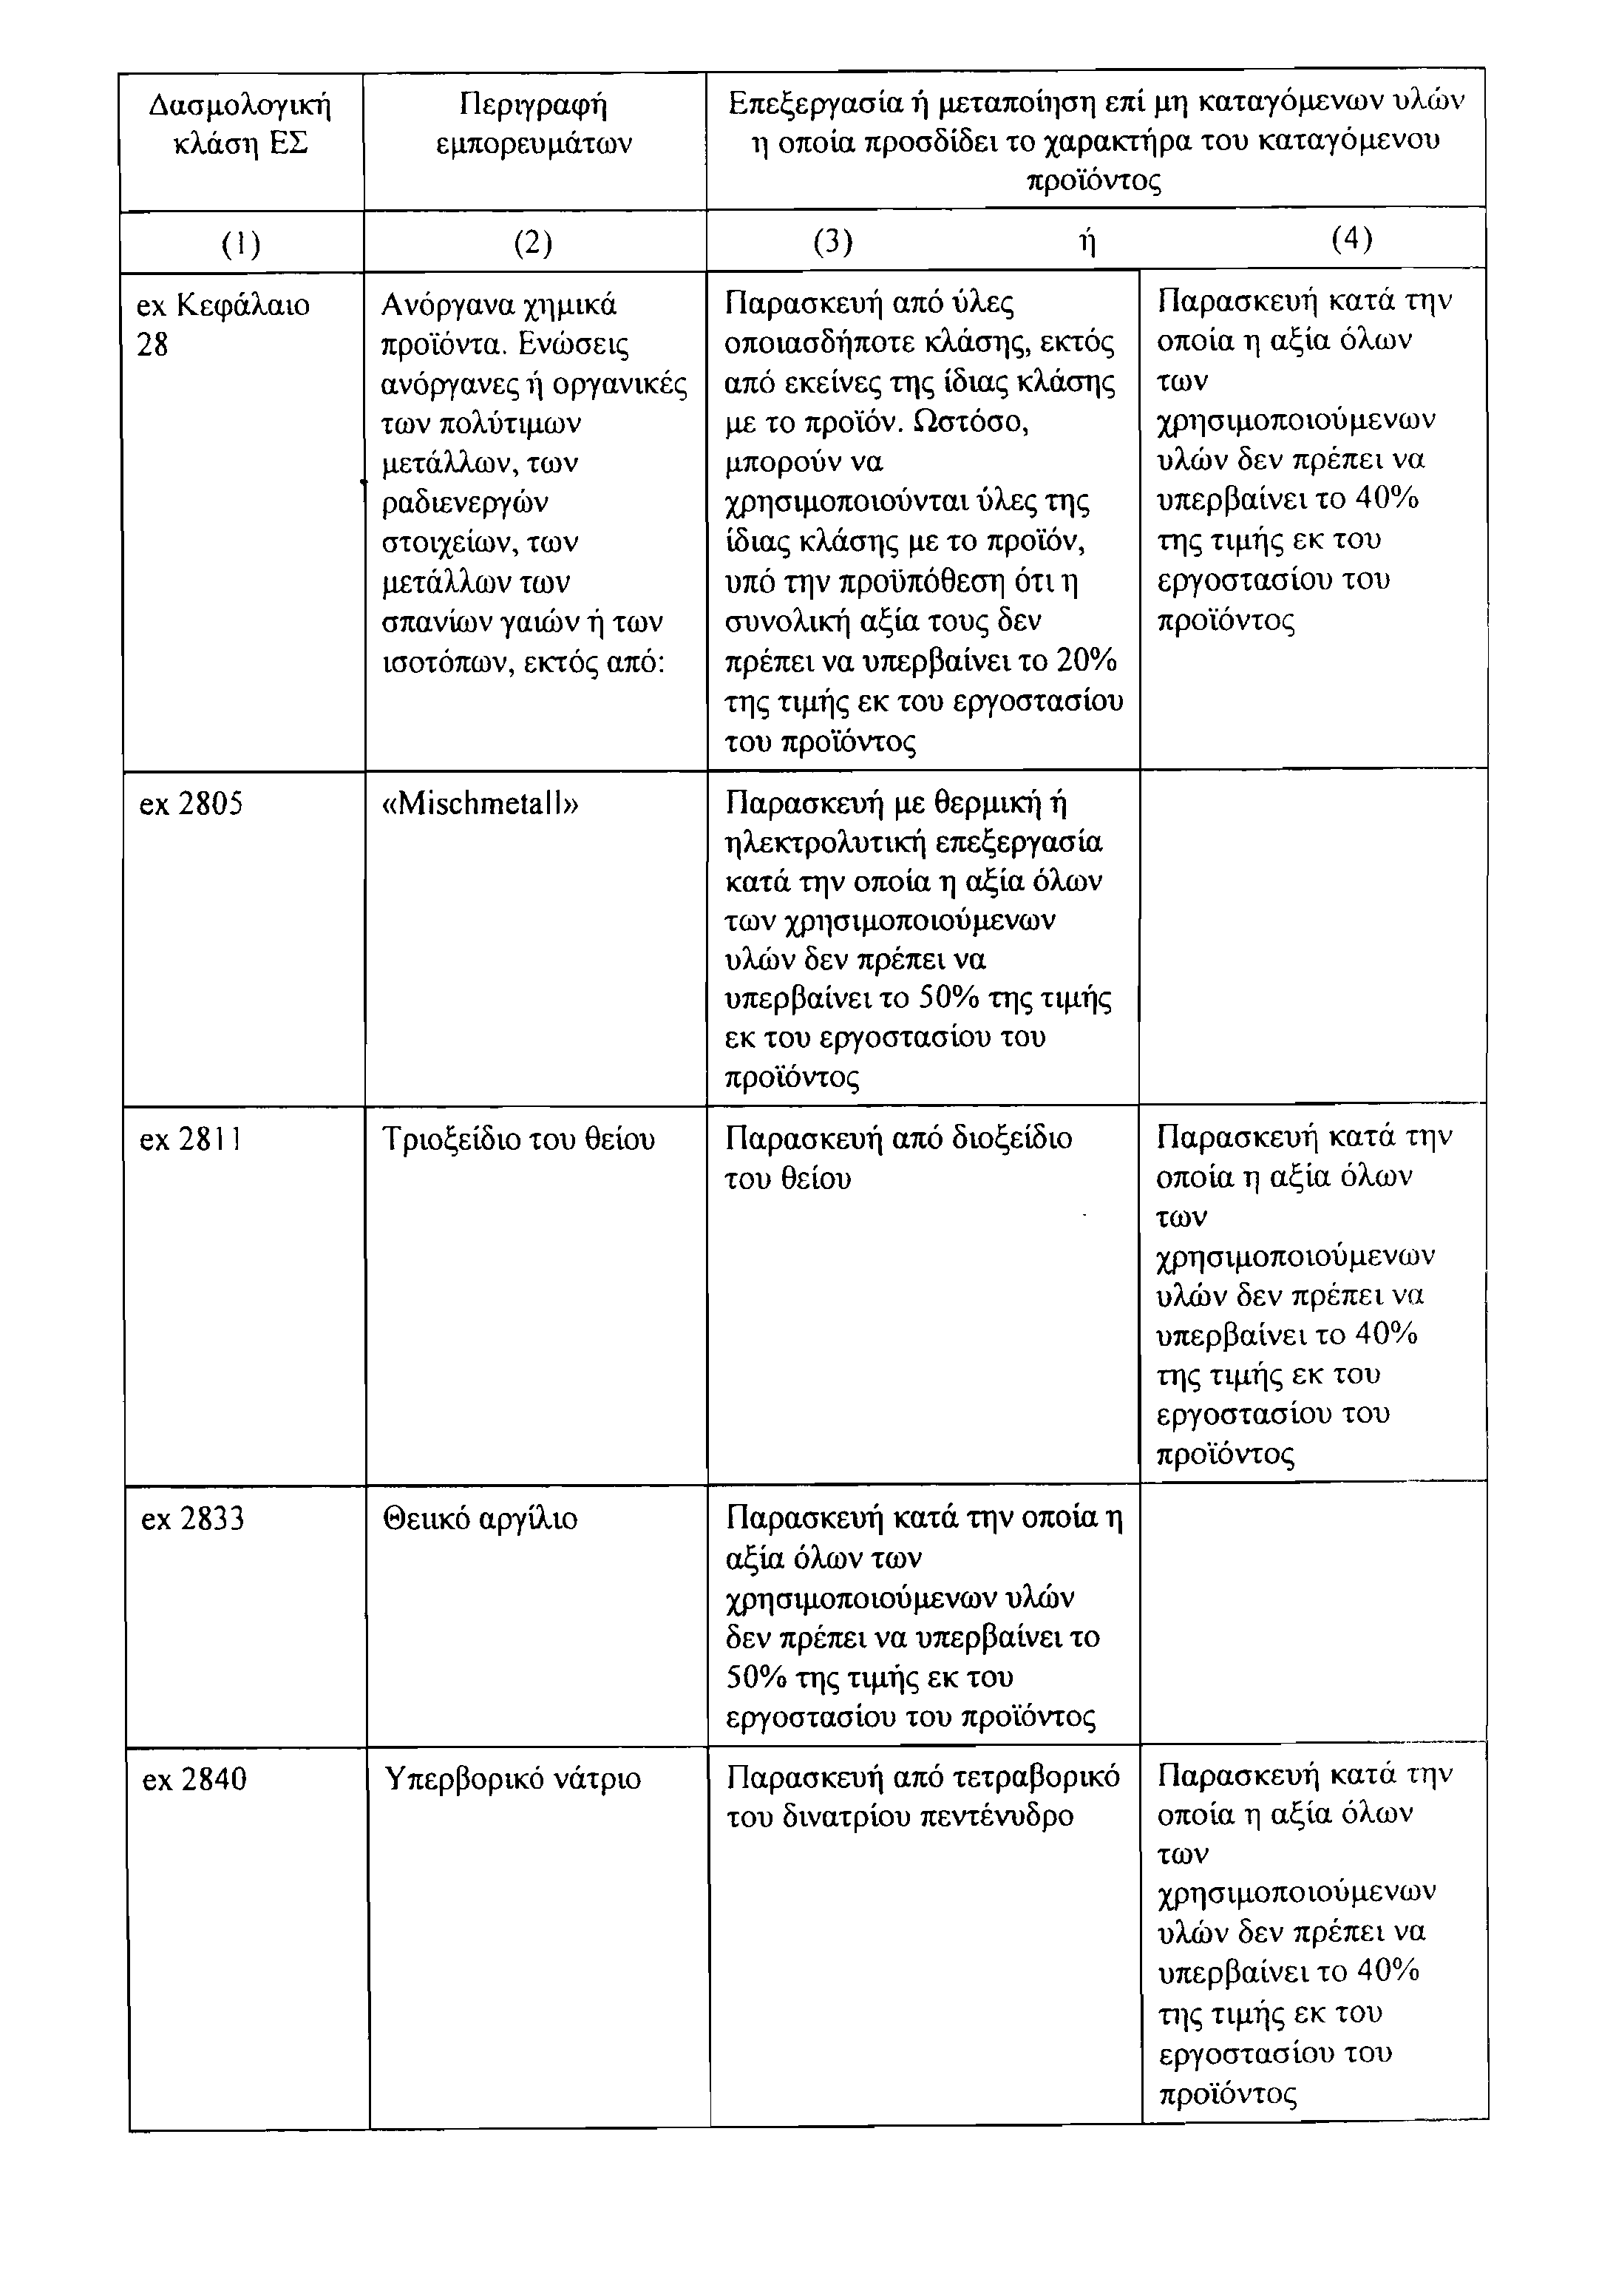 Δασμολογική
κλάση ΕΣ
Περιγραφή
εμπορευμάτων
Επεξεργασία ή μεταποίηση επί μη καταγόμενων υλών
η οποία προσδίδει το χαρακτήρα του καταγόμενου
προϊόντος
(1)
(2)
(3) ή (4)
ex Κεφάλαιο
28
Ανόργανα χημικά
προϊόντα. Ενώσεις
ανόργανες ή οργανικές
των πολύτιμων
μετάλλων, των
ραδιενεργών
στοιχείων, των
μετάλλων των
σπανίων γαιών ή των
ισοτόπων, εκτός από:
Παρασκευή από ύλες
οποιασδήποτε κλάσης, εκτός
από εκείνες της ίδιας κλάσης
με το προϊόν. Ωστόσο,
μπορούν να
χρησιμοποιούνται ύλες της
ίδιας κλάσης με το προϊόν,
υπό την προϋπόθεση ότι η
συνολική αξία τους δεν
πρέπει να υπερβαίνει το 20%
της τιμής εκ του εργοστασίου
του προϊόντος
Παρασκευή κατά την
οποία η αξία όλων
των
χρησιμοποιούμενων
υλών δεν πρέπει να
υπερβαίνει το 40%
της τιμής εκ του
εργοστασίου του
προϊόντος
ex 2805
«Mischmetall»
Παρασκευή με θερμική ή
ηλεκτρολυτική επεξεργασία
κατά την οποία η αξία όλων
των χρησιμοποιούμενων
υλών δεν πρέπει να
υπερβαίνει το 50% της τιμής
εκ του εργοστασίου του
προϊόντος
ex 2811
Τριοξείδιο του θείου
Παρασκευή από διοξείδιο
του θείου
Παρασκευή κατά την
οποία η αξία όλων
των
χρησιμοποιούμενων
υλών δεν πρέπει να
υπερβαίνει το 40%
της τιμής εκ του
εργοστασίου του
προϊόντος
ex 2833
Θειικό αργίλιο
Παρασκευή κατά την οποία η
αξία όλων των
χρησιμοποιούμενων υλών
δεν πρέπει να υπερβαίνει το
50% της τιμής εκ του
εργοστασίου του προϊόντος
ex 2840
Υπερβορικό νάτριο
Παρασκευή από τετραβορικό
του δινατρίου πεντένυδρο
Παρασκευή κατά την
οποία η αξία όλων
των
χρησιμοποιούμενων
υλών δεν πρέπει να
υπερβαίνει το 40%
της τιμής εκ του
εργοστασίου του
προϊόντος